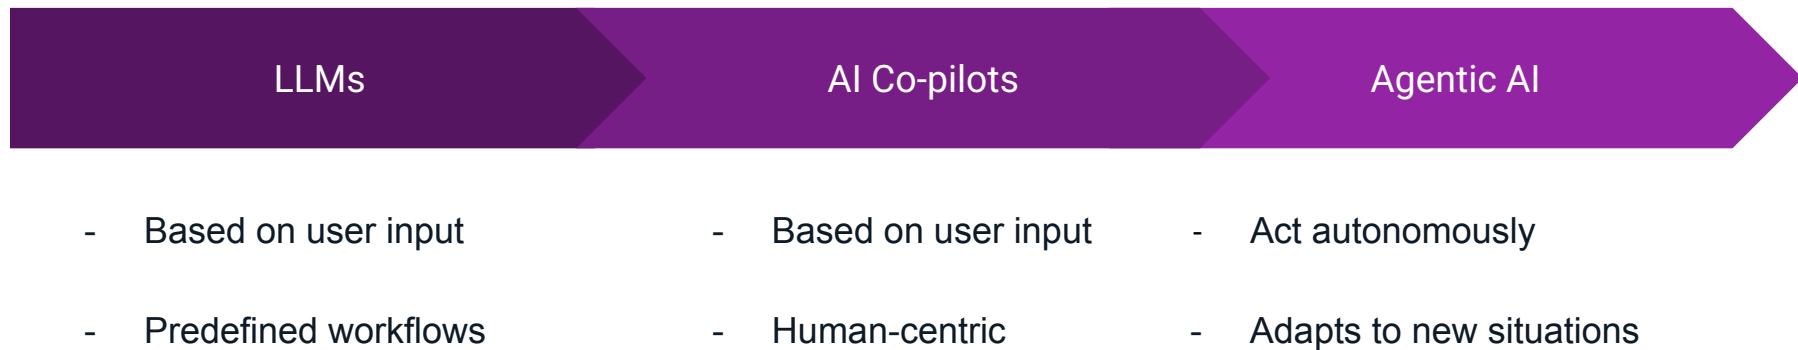 LLMs
AI Co-pilots
Agentic AI
- Based on user input
- Predefined workflows
- Based on user input
- Human-centric
- Act autonomously
- Adapts to new situations